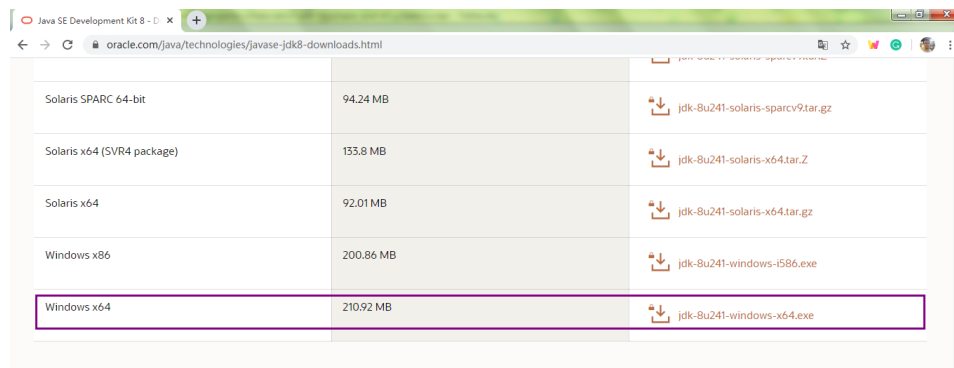 Java SE Development Kit 8 - D
oracle.com/java/technologies/javase-jdk8-downloads.html
Solaris SPARC 64-bit 94.24 MB jdk-8u241-solaris-sparcv9.tar.gz
Solaris x64 (SVR4 package) 133.8 MB jdk-8u241-solaris-x64.tar.Z
Solaris x64 92.01 MB jdk-8u241-solaris-x64.tar.gz
Windows x86 200.86 MB jdk-8u241-windows-i586.exe
Windows x64 210.92 MB jdk-8u241-windows-x64.exe